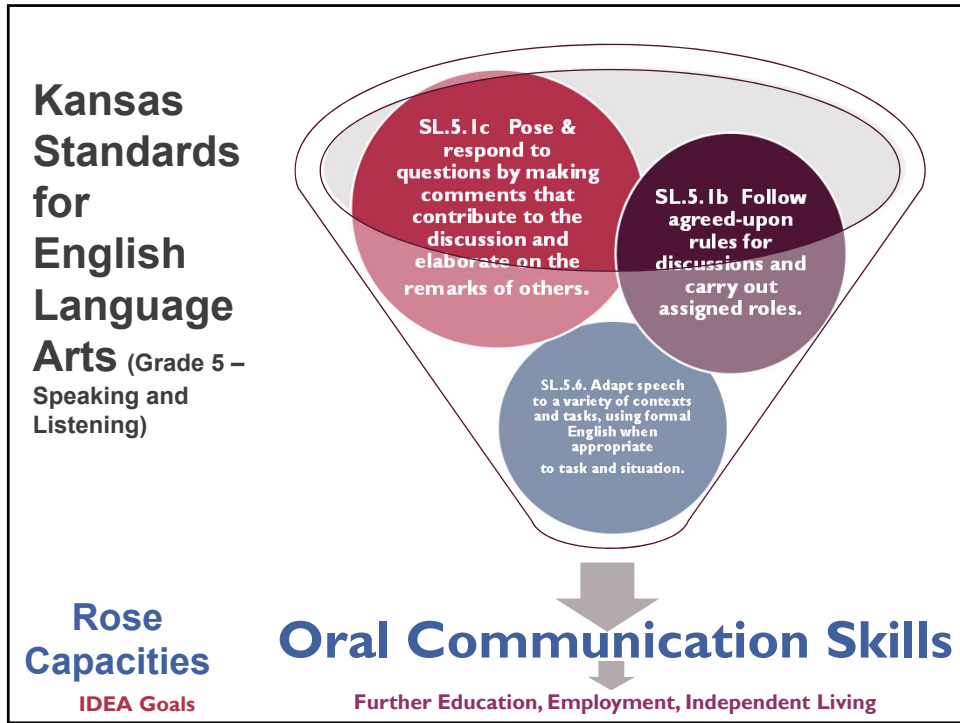 Kansas
Standards
for
English
Language
Arts (Grade 5 –
Speaking and
Listening)
SL.5.1c Pose &
respond to
questions by making
comments that
contribute to the
discussion and
elaborate on the
remarks of others.
SL.5.1b Follow
agreed-upon
rules for
discussions and
carry out
assigned roles.
SL.5.6. Adapt speech
to a variety of contexts
and tasks, using formal
English when
appropriate
to task and situation.
Rose
Capacities
Oral Communication Skills
IDEA Goals
Further Education, Employment, Independent Living